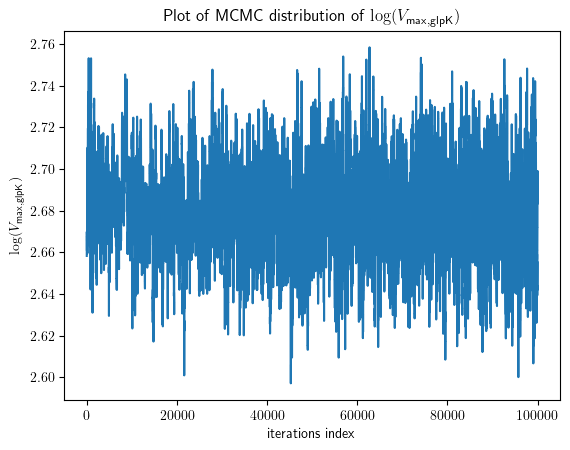 Plot of MCMC distribution of log(V_max,glpK)
2.76
2.74
2.72
2.70
2.68
2.66
2.64
2.62
2.60
log(V_max,glpK)
0 20000 40000 60000 80000 100000
iterations index